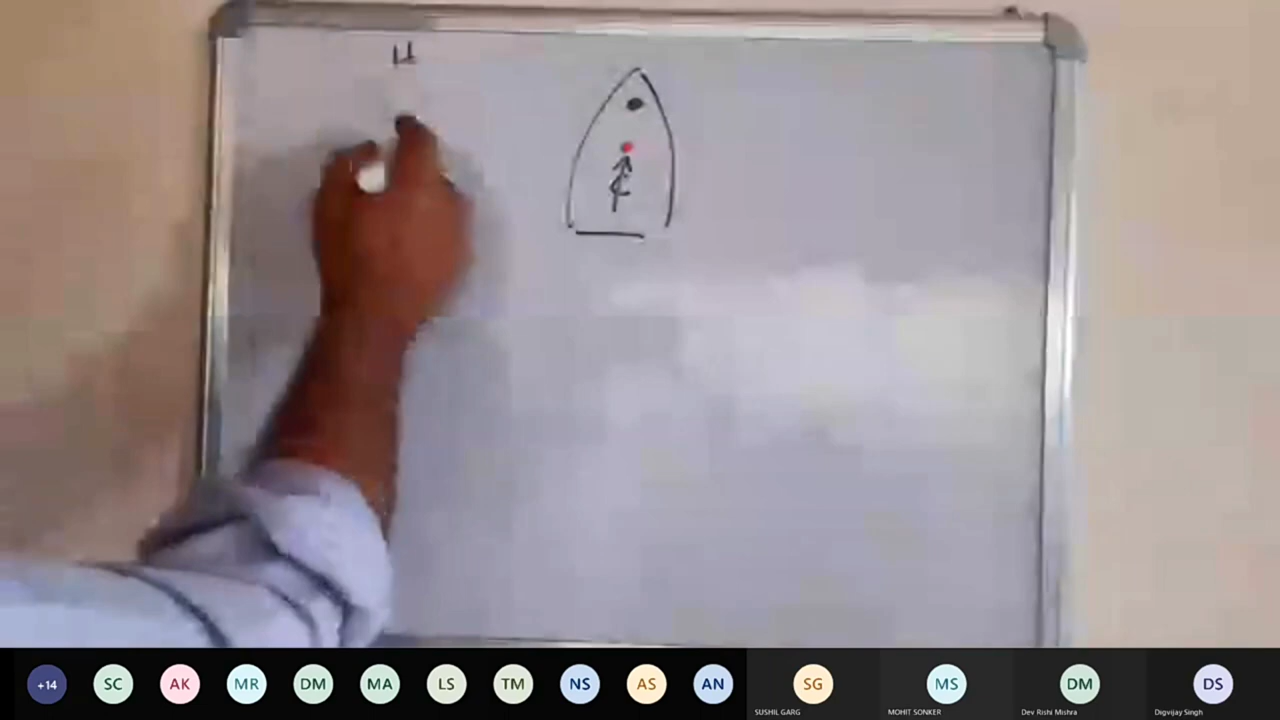 +14 SC AK MR DM MA LS TM NS AS AN SG MS DM DS
SUSHIL GARG MOHIT SONKER Dev Rishi Mishra Digvijay Singh